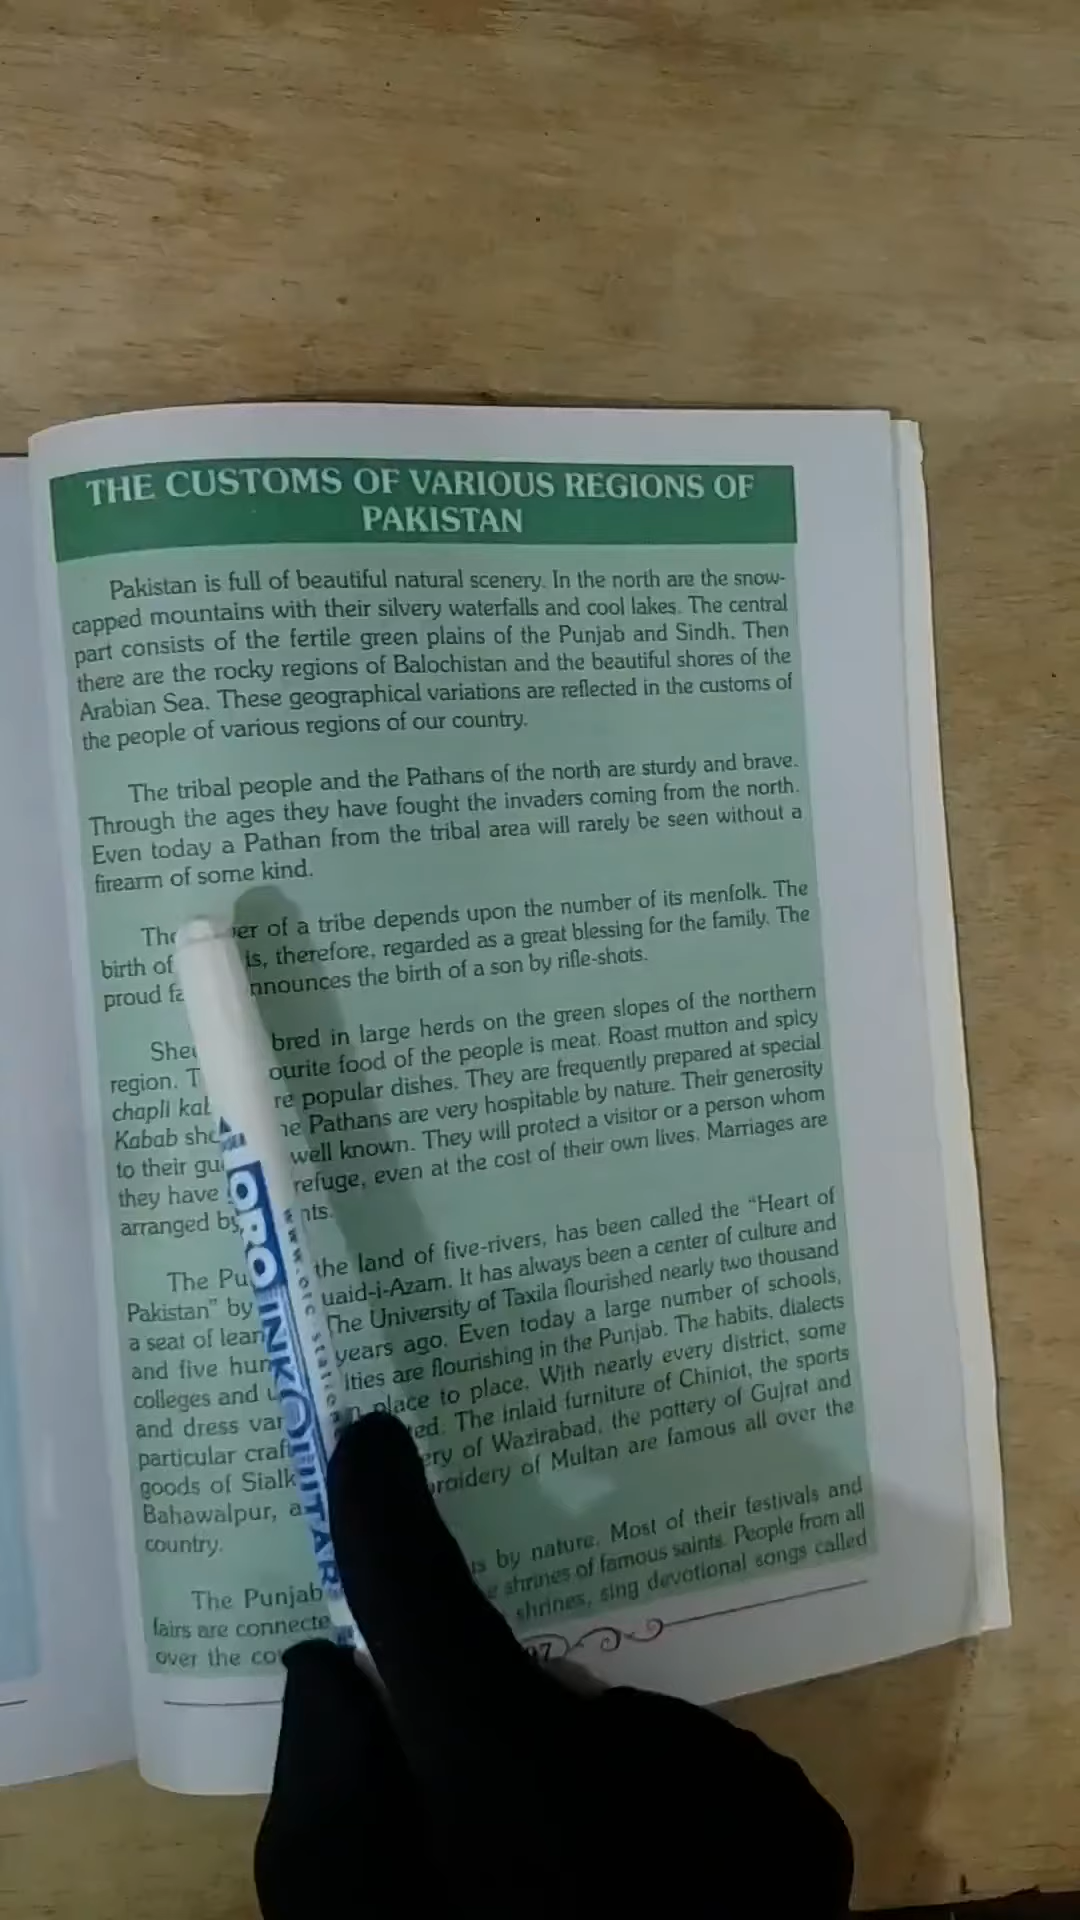 THE CUSTOMS OF VARIOUS REGIONS OF
PAKISTAN
Pakistan is full of beautiful natural scenery. In the north are the snow-
capped mountains with their silvery waterfalls and cool lakes. The central
part consists of the fertile green plains of the Punjab and Sindh. Then
there are the rocky regions of Balochistan and the beautiful shores of the
Arabian Sea. These geographical variations are reflected in the customs of
the people of various regions of our country.
The tribal people and the Pathans of the north are sturdy and brave.
Through the ages they have fought the invaders coming from the north.
Even today a Pathan from the tribal area will rarely be seen without a
firearm of some kind.
The of a tribe depends upon the number of its menfolk. The
birth of is, therefore, regarded as a great blessing for the family. The
proud the birth of a son by rifle-shots.
bred in large herds on the green slopes of the northern
region. food of the people is meat. Roast mutton and spicy
chapli popular dishes. They are frequently prepared at special
Kabab Pathans are very hospitable by nature. Their generosity
to their well known. They will protect a visitor or a person whom
they have refuge, even at the cost of their own lives. Marriages are
arranged by
The the land of five-rivers, has been called the "Heart of
Pakistan" by It has always been a center of culture and
a seat of The University of Taxila flourished nearly two thousand
and five years ago. Even today a large number of schools,
colleges and are flourishing in the Punjab. The habits, dialects
and dress place to place. With nearly every district, some
particular The inlaid furniture of Chiniot, the sports
goods of of Wazirabad, the pottery of Gujrat and
Bahawalpur, of Multan are famous all over the
country.
The by nature. Most of their festivals and
fairs are shrines of famous saints. People from all
over the shrines, sing devotional songs called
ORO INK